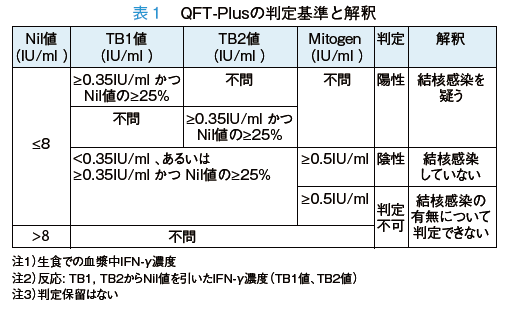 表1　QFT-Plusの判定基準と解釈
Nil値 TB1値 TB2値 Mitogen 判定 解釈
(IU/ml) (IU/ml) (IU/ml) (IU/ml)
≥0.35IU/ml かつ 不問 不問 陽性 結核感染を
Nil値の≥25% 疑う
不問 ≥0.35IU/ml かつ
Nil値の≥25%
≤8
<0.35IU/ml 、あるいは ≥0.5IU/ml 陰性 結核感染
≥0.35IU/ml かつ Nil値の≥25% していない
≥0.5IU/ml 判定 結核感染の
不可 有無について
判定できない
>8 不問
注1）生食での血漿中IFN-γ濃度
注2）反応: TB1, TB2からNil値を引いたIFN-γ濃度（TB1値、TB2値）
注3）判定保留はない